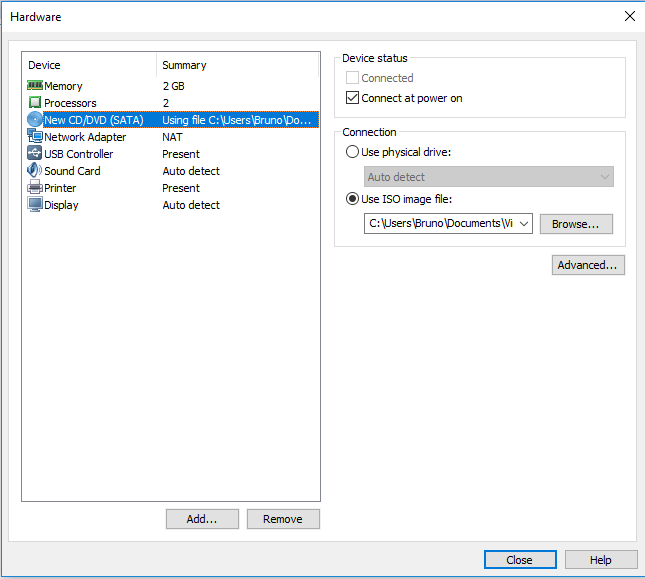 Hardware
Device Summary
Memory 2 GB
Processors 2
New CD/DVD (SATA) Using file C:\Users\Bruno\Do...
Network Adapter NAT
USB Controller Present
Sound Card Auto detect
Printer Present
Display Auto detect
Add... Remove
Device status
Connected
Connect at power on
Connection
Use physical drive:
Auto detect
Use ISO image file:
C:\Users\Bruno\Documents\Vi Browse...
Advanced...
Close Help